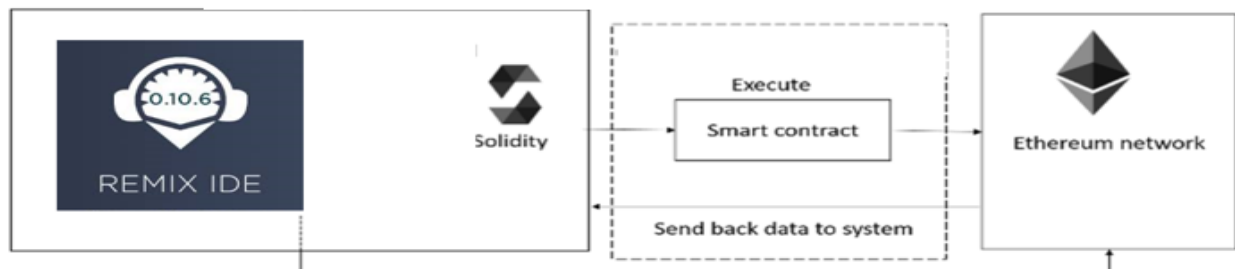 0.10.6
REMIX IDE
Solidity
Execute
Smart contract
Send back data to system
Ethereum network